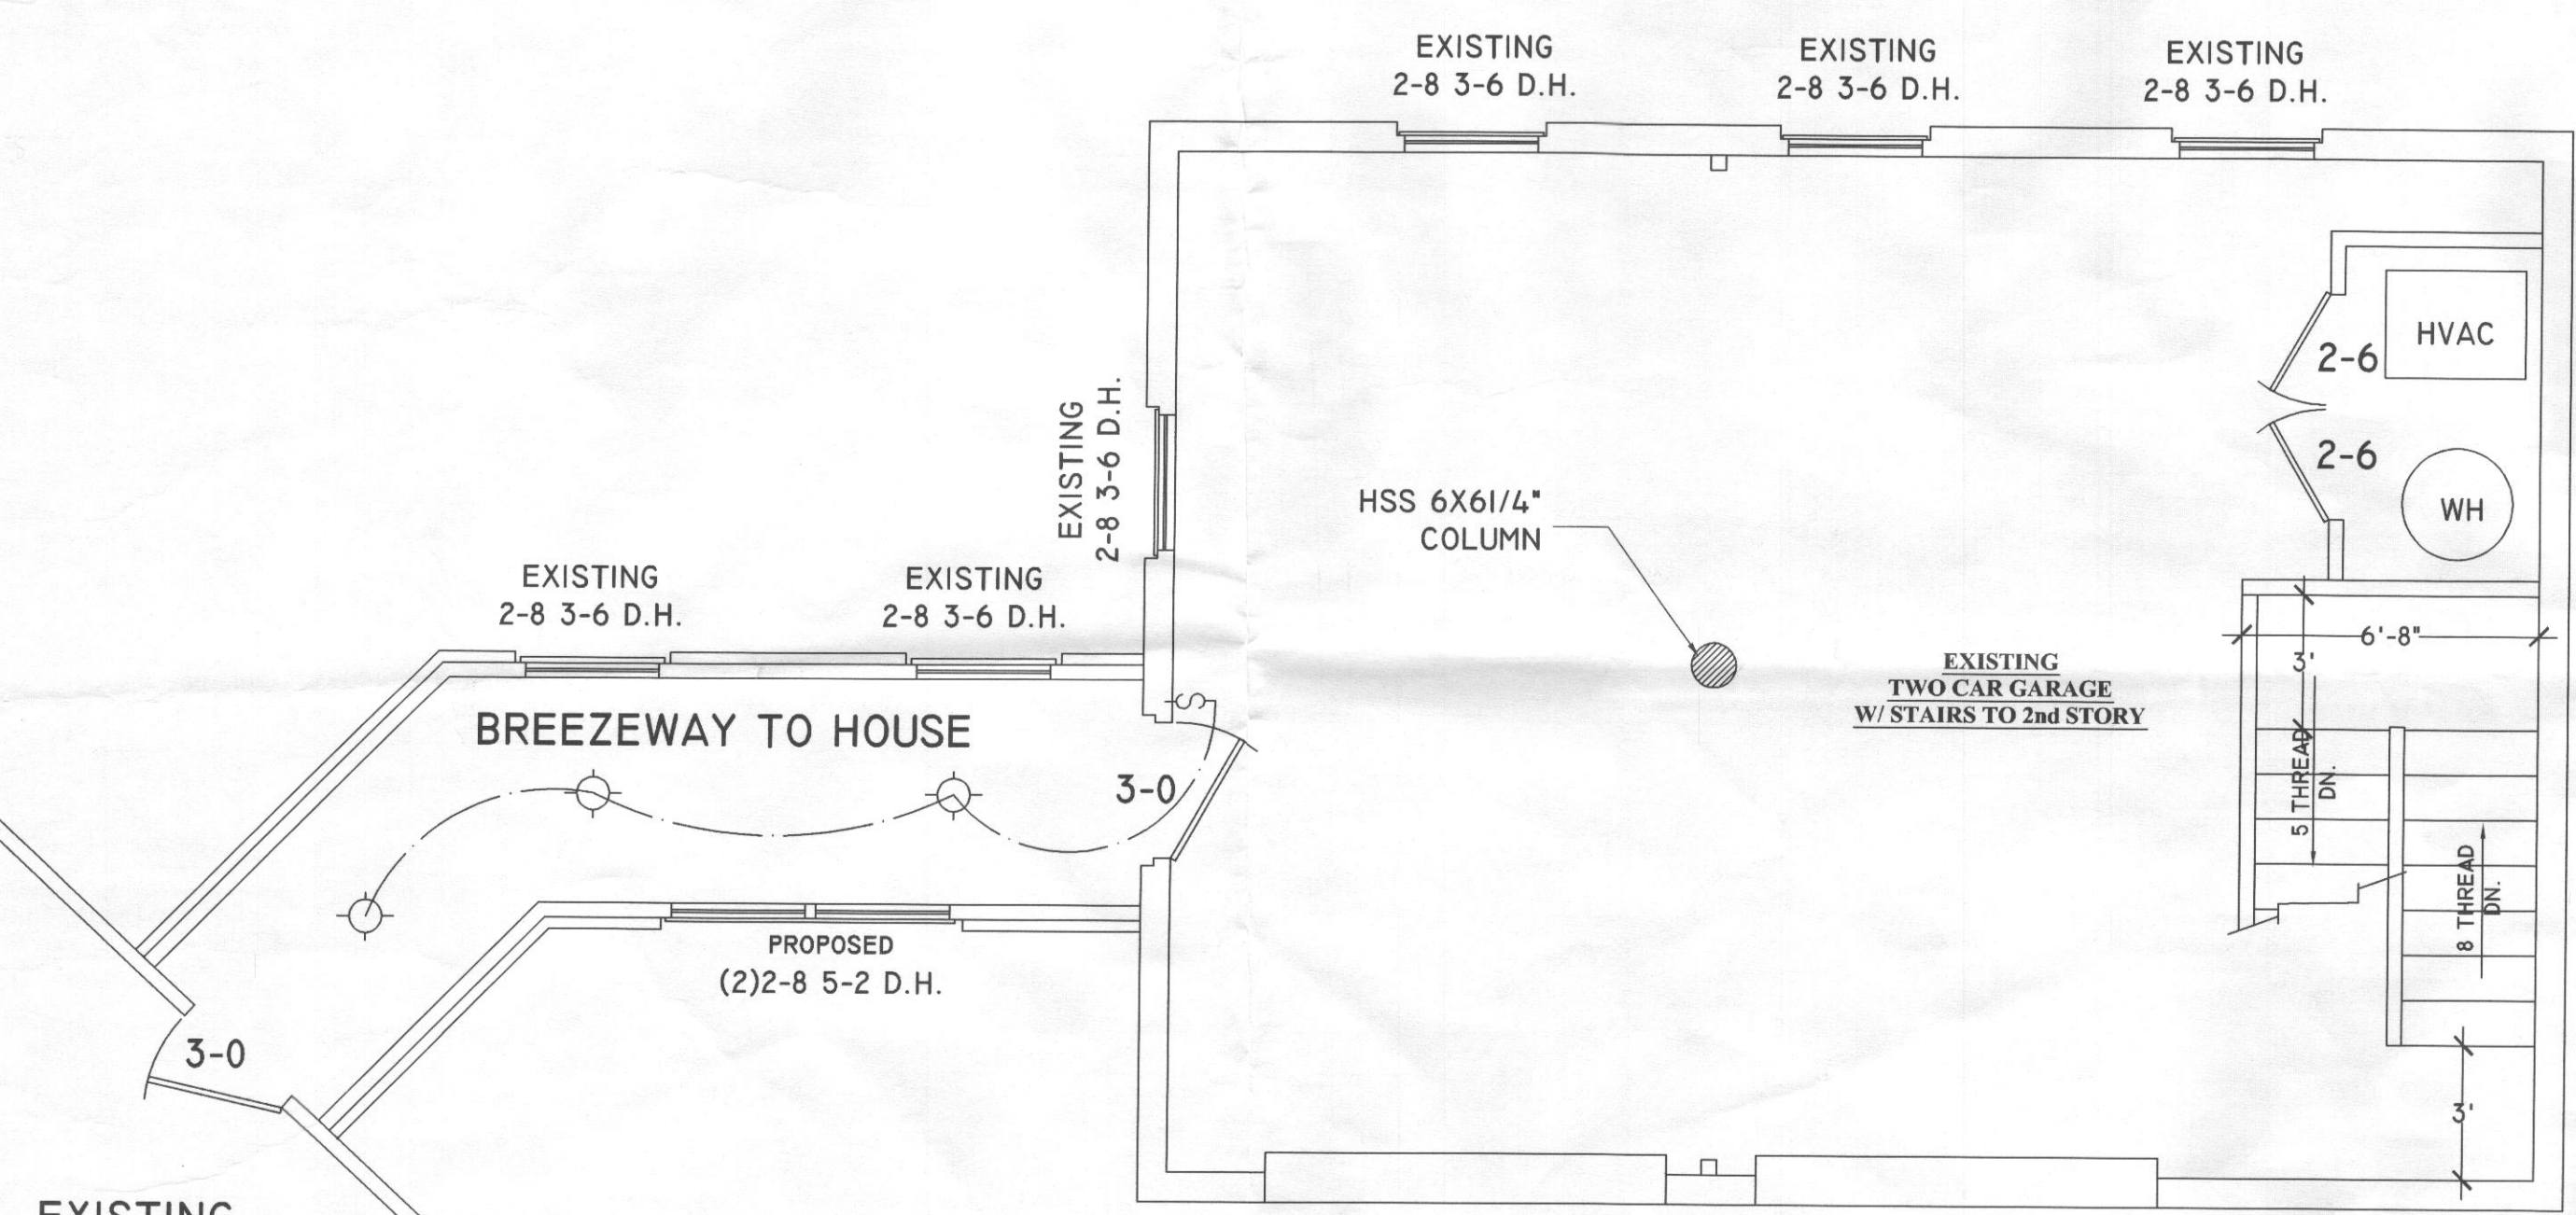 EXISTING
2-8 3-6 D.H.
EXISTING
2-8 3-6 D.H.
EXISTING
2-8 3-6 D.H.
EXISTING
2-8 3-6 D.H.
2-6
HVAC
2-6
WH
HSS 6X61/4"
COLUMN
EXISTING
2-8 3-6 D.H.
EXISTING
2-8 3-6 D.H.
6'-8"
3'
EXISTING
TWO CAR GARAGE
W/ STAIRS TO 2nd STORY
S
BREEZEWAY TO HOUSE
3-0
5 THREAD
DN.
8 THREAD
DN.
PROPOSED
(2)2-8 5-2 D.H.
3-0
3'
EXISTING